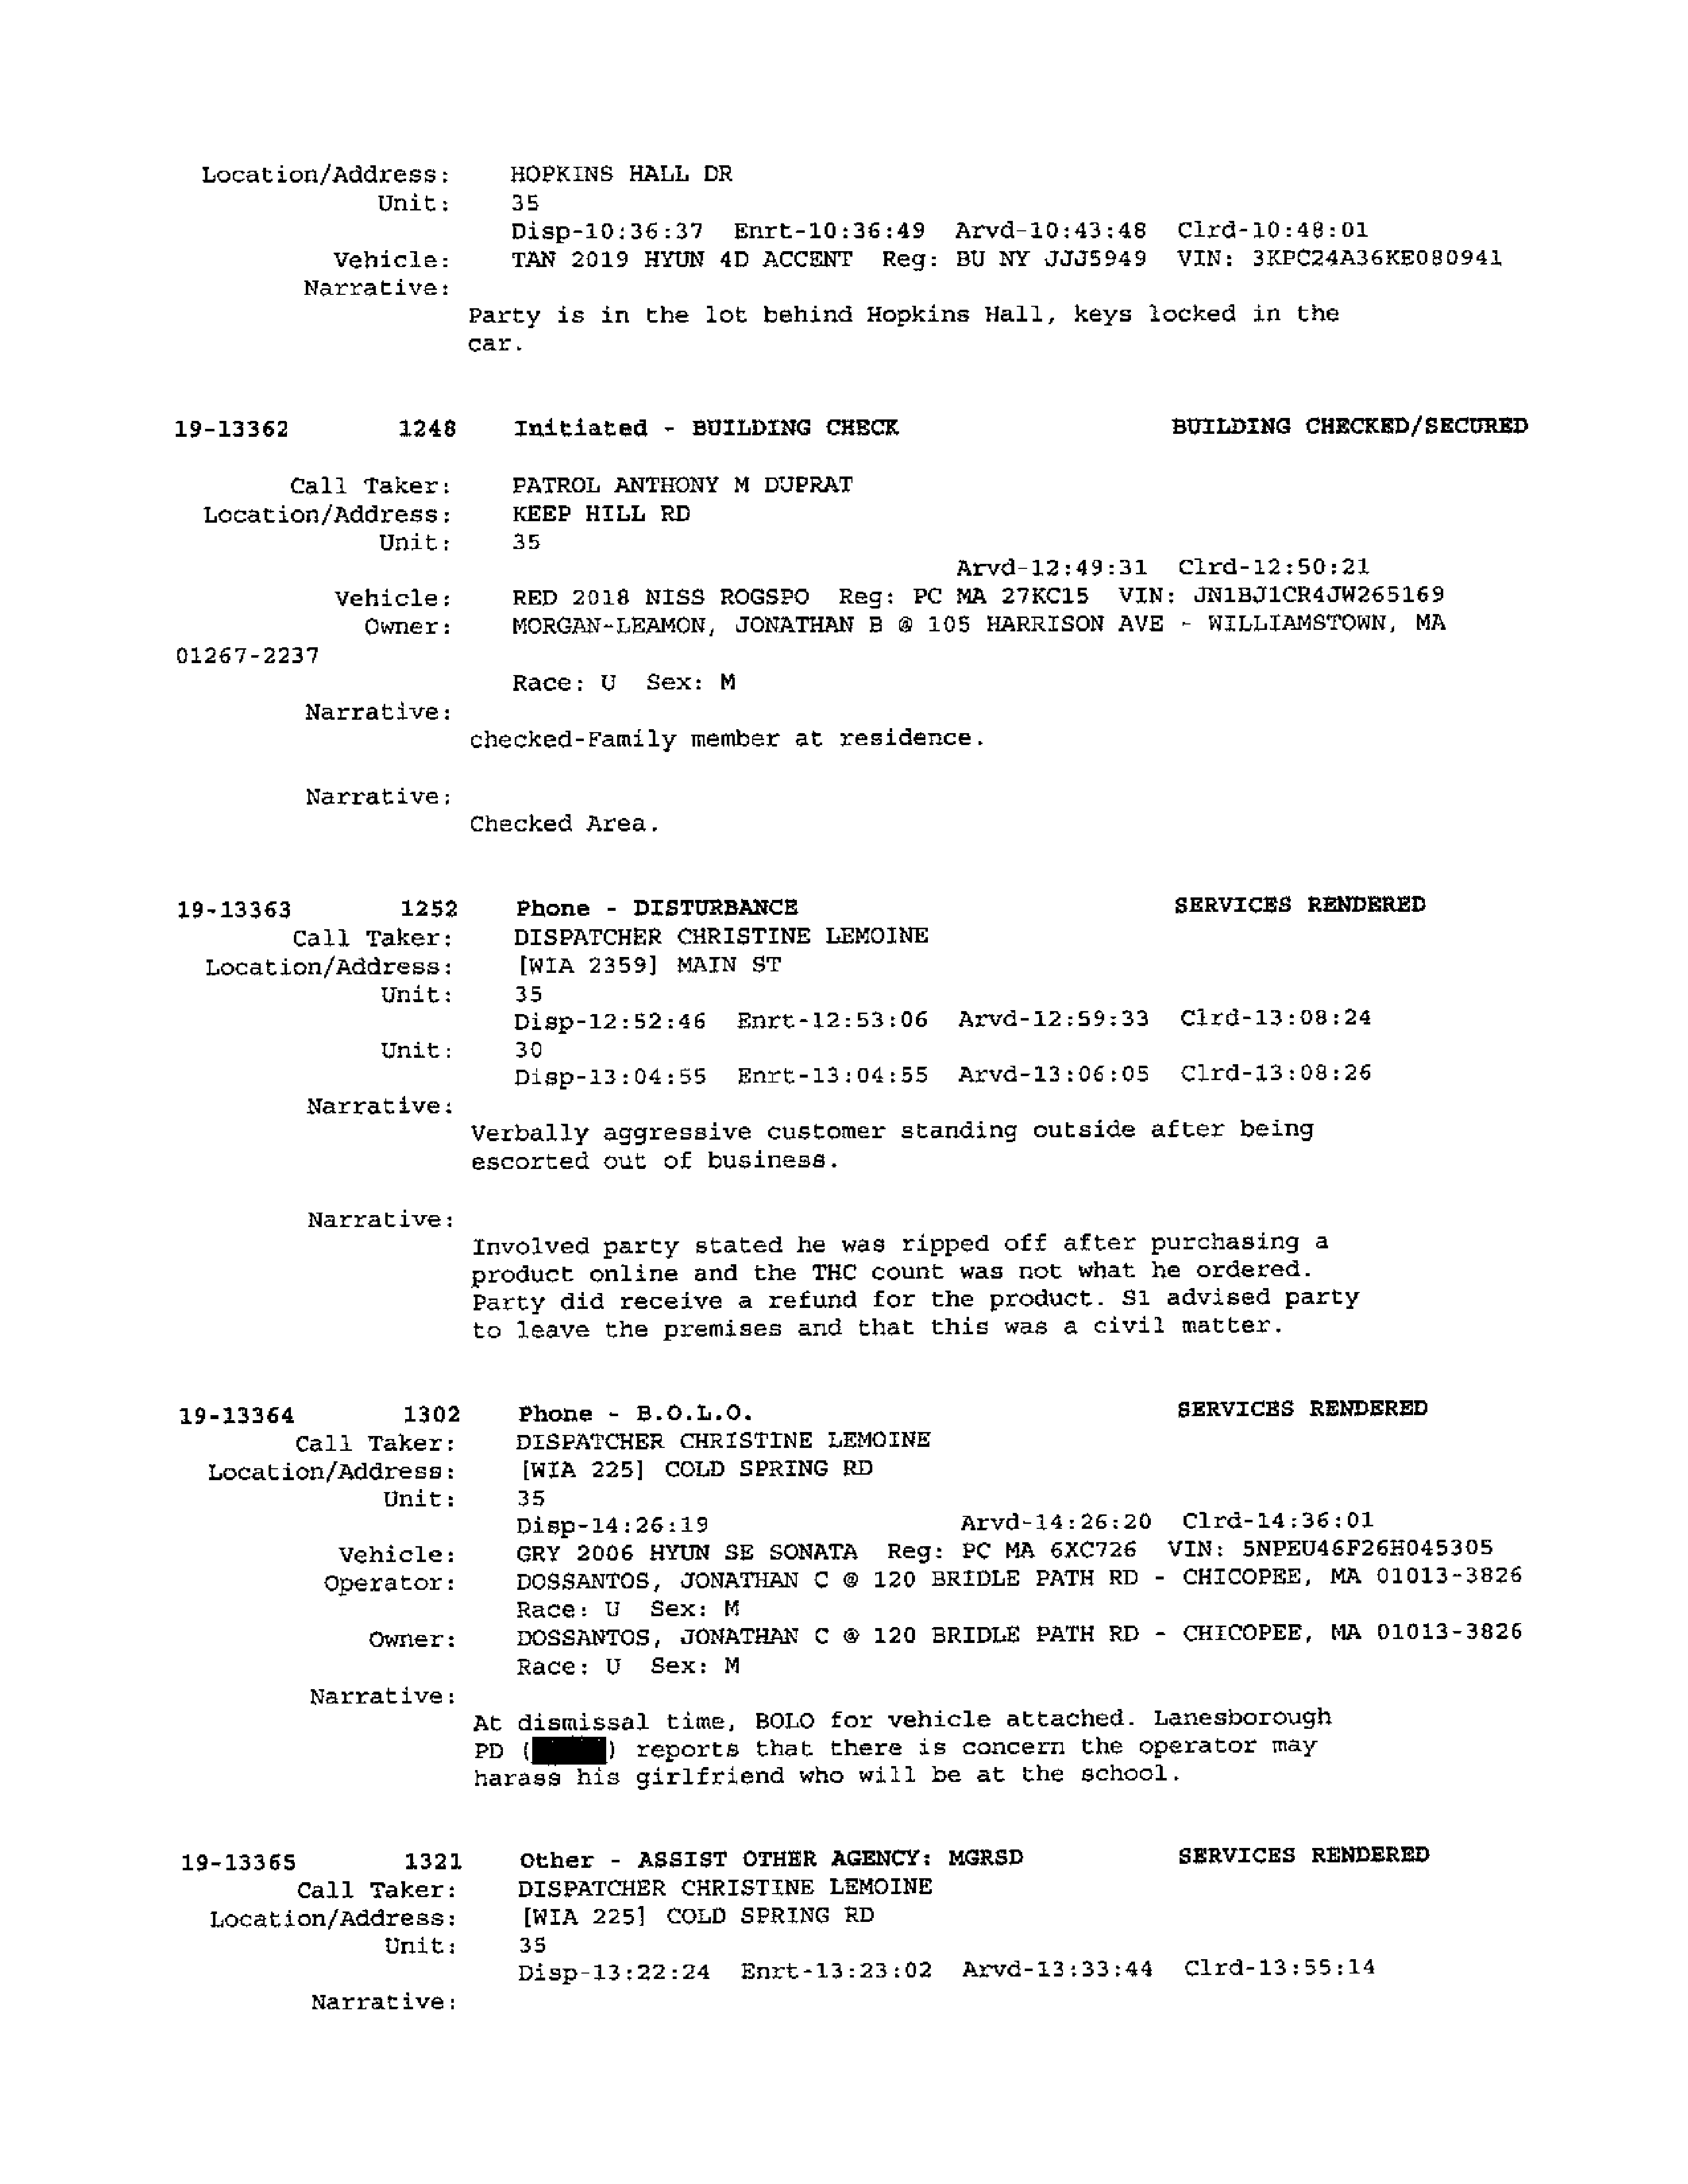 Location/Address: HOPKINS HALL DR
Unit: 35
Disp-10:36:37 Enrt-10:36:49 Arvd-10:43:48 Clrd-10:48:01
Vehicle: TAN 2019 HYUN 4D ACCENT Reg: BU NY JJJ5949 VIN: 3KPC24A36KE080941
Narrative:
Party is in the lot behind Hopkins Hall, keys locked in the
car.
19-13362 1248 Initiated - BUILDING CHECK BUILDING CHECKED/SECURED
Call Taker: PATROL ANTHONY M DUPRAT
Location/Address: KEEP HILL RD
Unit: 35
Arvd-12:49:31 Clrd-12:50:21
Vehicle: RED 2018 NISS ROGSPO Reg: PC MA 27KC15 VIN: JN1BJ1CR4JW265169
Owner: MORGAN-LEAMON, JONATHAN B @ 105 HARRISON AVE - WILLIAMSTOWN, MA
01267-2237
Race: U Sex: M
Narrative:
checked-Family member at residence.
Narrative:
Checked Area.
19-13363 1252 Phone - DISTURBANCE SERVICES RENDERED
Call Taker: DISPATCHER CHRISTINE LEMOINE
Location/Address: [WIA 2359] MAIN ST
Unit: 35
Disp-12:52:46 Enrt-12:53:06 Arvd-12:59:33 Clrd-13:08:24
Unit: 30
Disp-13:04:55 Enrt-13:04:55 Arvd-13:06:05 Clrd-13:08:26
Narrative:
Verbally aggressive customer standing outside after being
escorted out of business.
Narrative:
Involved party stated he was ripped off after purchasing a
product online and the THC count was not what he ordered.
Party did receive a refund for the product. S1 advised party
to leave the premises and that this was a civil matter.
19-13364 1302 Phone - B.O.L.O. SERVICES RENDERED
Call Taker: DISPATCHER CHRISTINE LEMOINE
Location/Address: [WIA 225] COLD SPRING RD
Unit: 35
Disp-14:26:19 Arvd-14:26:20 Clrd-14:36:01
Vehicle: GRY 2006 HYUN SE SONATA Reg: PC MA 6XC726 VIN: 5NPEU46F26H045305
Operator: DOSSANTOS, JONATHAN C @ 120 BRIDLE PATH RD - CHICOPEE, MA 01013-3826
Race: U Sex: M
Owner: DOSSANTOS, JONATHAN C @ 120 BRIDLE PATH RD - CHICOPEE, MA 01013-3826
Race: U Sex: M
Narrative:
At dismissal time, BOLO for vehicle attached. Lanesborough
PD ( ) reports that there is concern the operator may
harass his girlfriend who will be at the school.
19-13365 1321 Other - ASSIST OTHER AGENCY: MGRSD SERVICES RENDERED
Call Taker: DISPATCHER CHRISTINE LEMOINE
Location/Address: [WIA 225] COLD SPRING RD
Unit: 35
Disp-13:22:24 Enrt-13:23:02 Arvd-13:33:44 Clrd-13:55:14
Narrative: